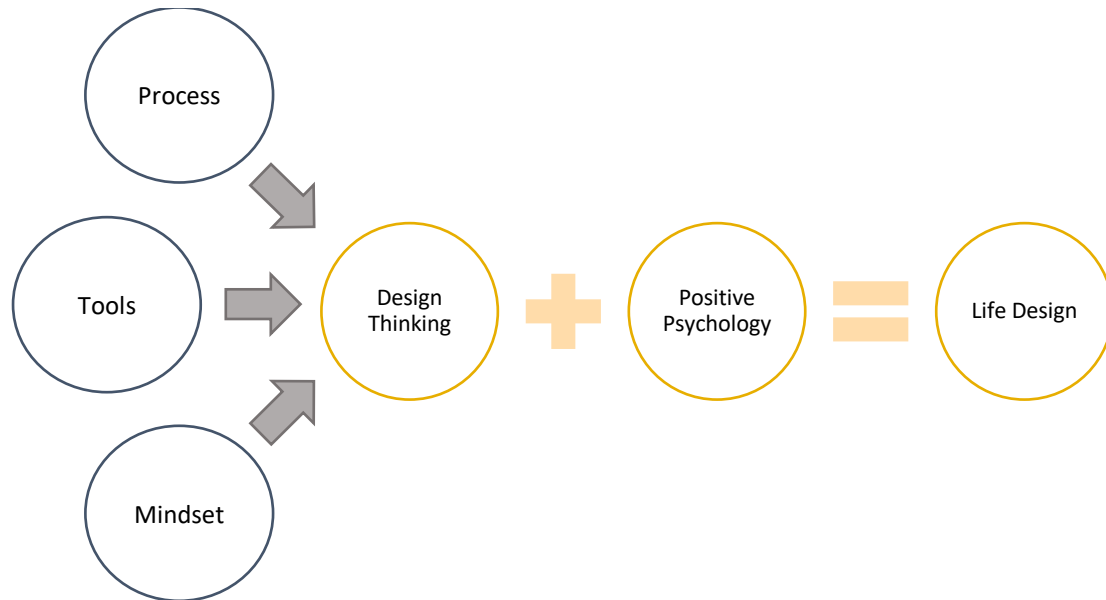 Process
Tools
Mindset
Design
Thinking
Positive
Psychology
Life Design